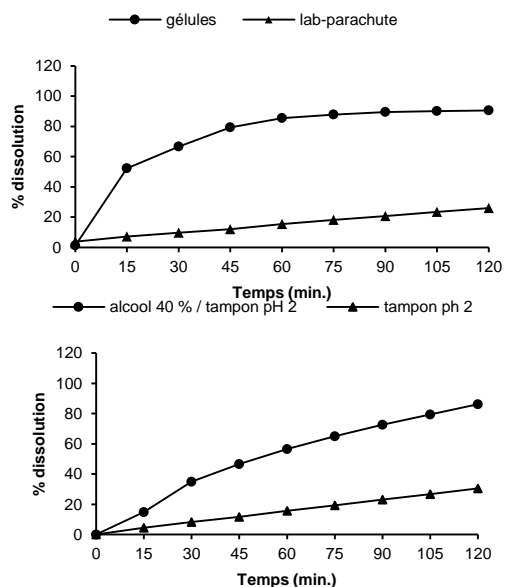 gélules lab-parachute
120
100
80
60
40
20
0
% dissolution
0 15 30 45 60 75 90 105 120
Temps (min.)
alcool 40 % / tampon pH 2 tampon ph 2
120
100
80
60
40
20
0
% dissolution
0 15 30 45 60 75 90 105 120
Temps (min.)